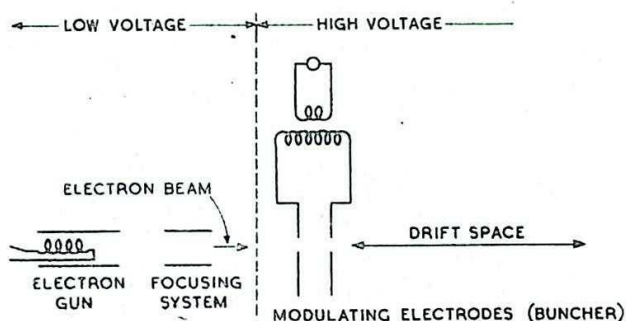 LOW VOLTAGE
HIGH VOLTAGE
ELECTRON BEAM
DRIFT SPACE
ELECTRON
GUN
FOCUSING
SYSTEM
MODULATING ELECTRODES (BUNCHER)